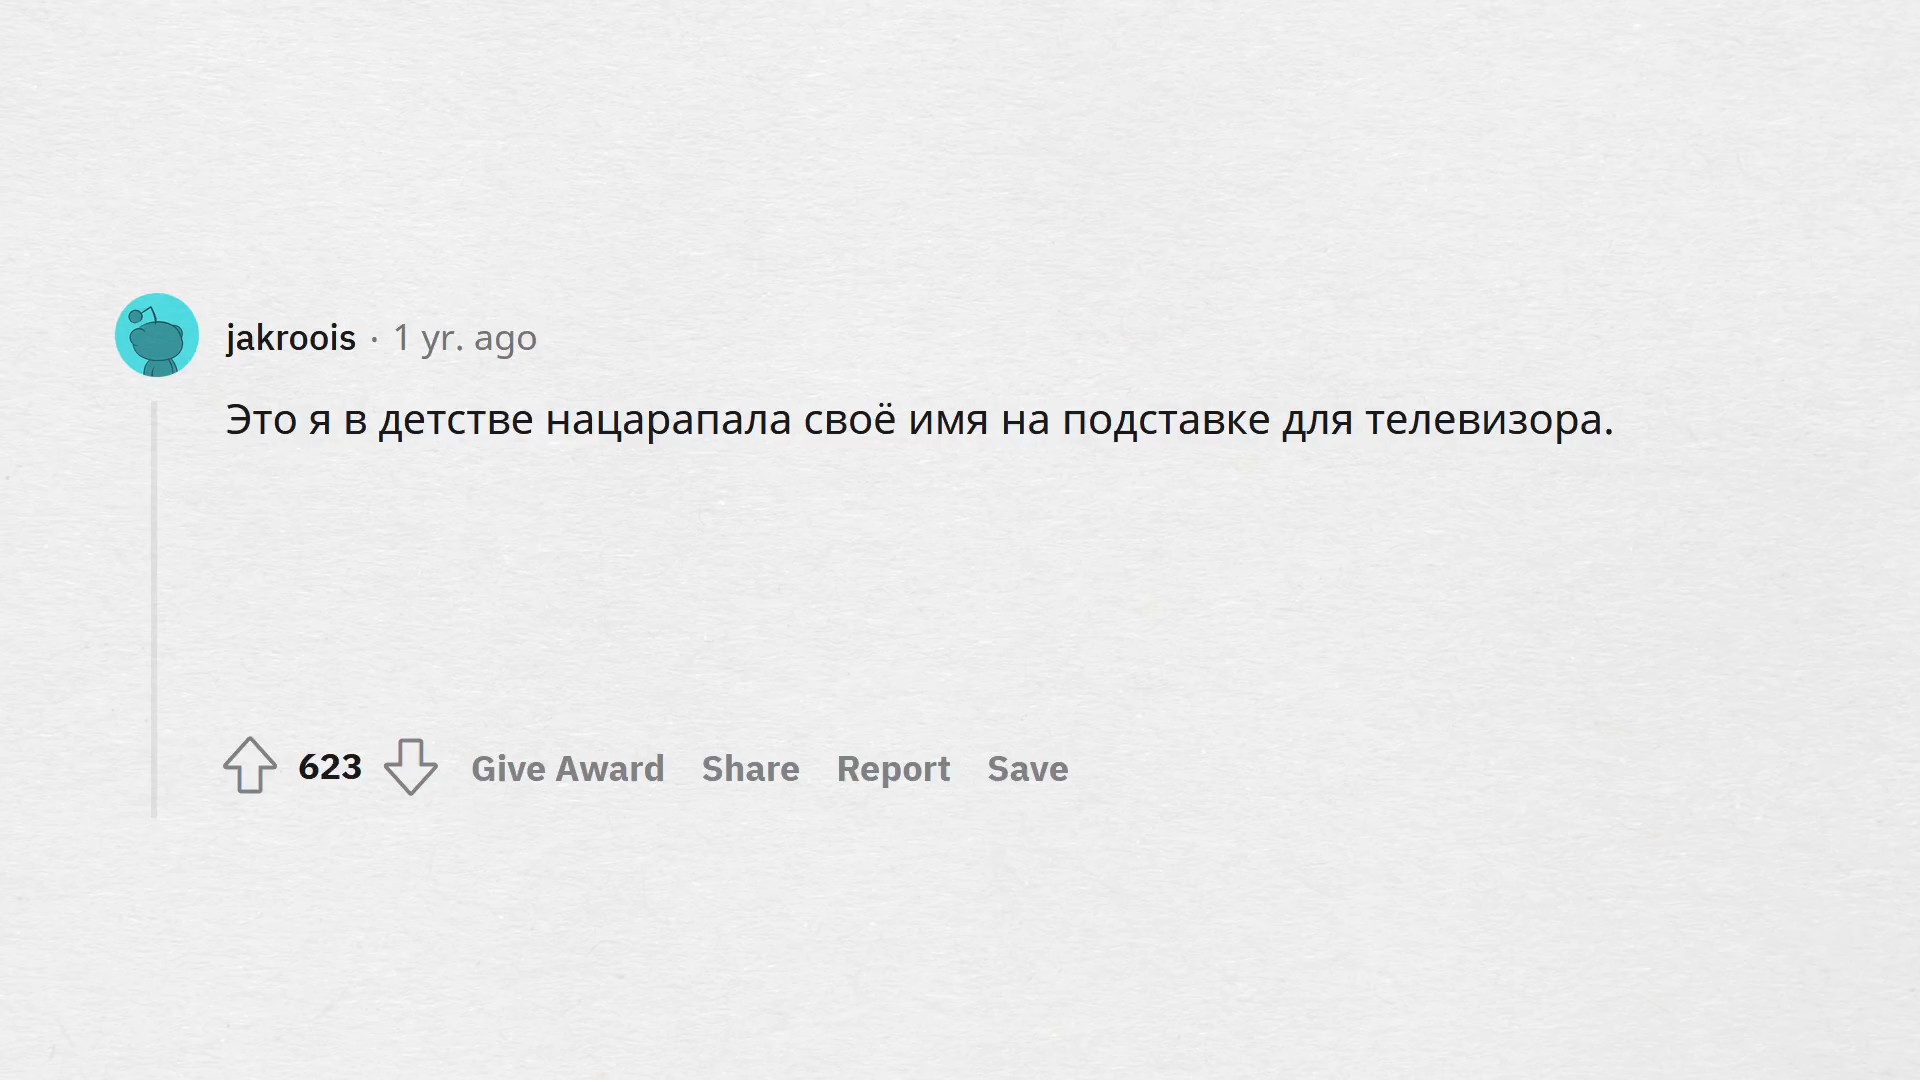 jakroois · 1 yr. ago
Это я в детстве нацарапала своё имя на подставке для телевизора.
623 Give Award Share Report Save